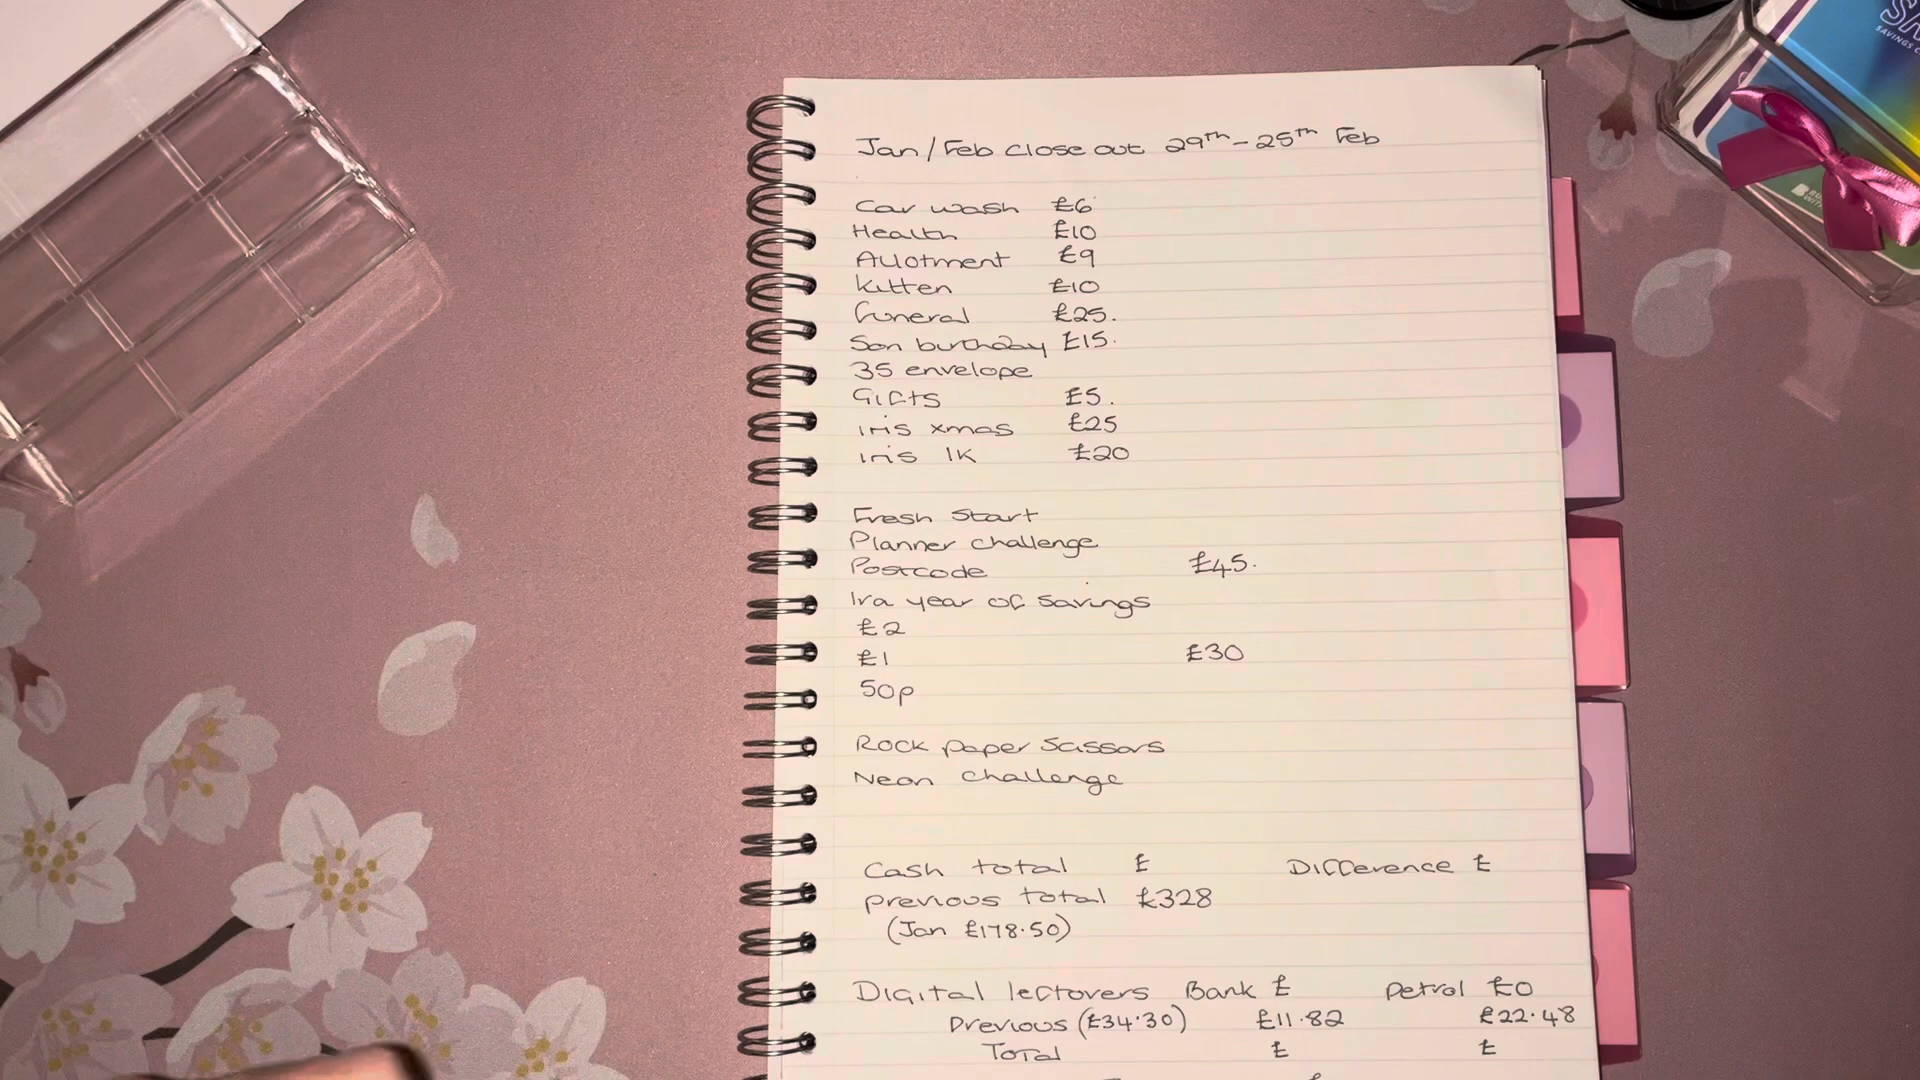 Jan/Feb close out 29th - 25th Feb
Car wash £6
Health £10
Allotment £9
Kitten £10
Funeral £25.
Son birthday £15.
35 envelope
Gifts £5.
Iris xmas £25
Iris 1K £20
Fresh Start
Planner challenge
Postcode £45.
1va year of savings
£2
£1 £30
50p
Rock paper scissors
Neon challenge
Cash total £ Difference £
previous total £328
(Jan £178.50)
Digital leftovers Bank £ Petrol £0
Previous (£34.30) £11.82 £22.48
Total £ £
SAVINGS